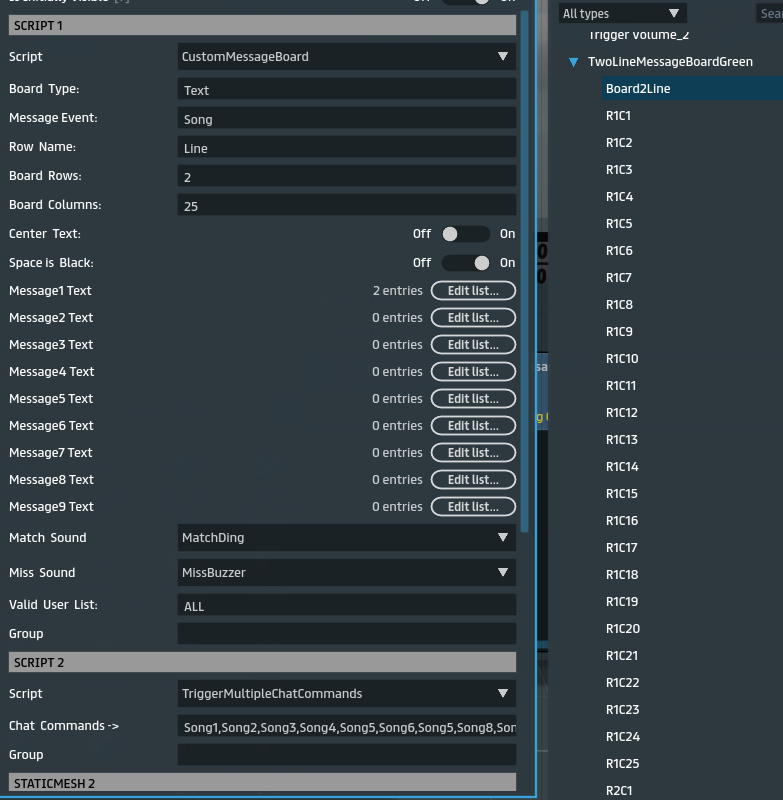 Is Initially Visible [?] Off On
SCRIPT 1
Script CustomMessageBoard
Board Type: Text
Message Event: Song
Row Name: Line
Board Rows: 2
Board Columns: 25
Center Text: Off On
Space is Black: Off On
Message1 Text 2 entries Edit list...
Message2 Text 0 entries Edit list...
Message3 Text 0 entries Edit list...
Message4 Text 0 entries Edit list...
Message5 Text 0 entries Edit list...
Message6 Text 0 entries Edit list...
Message7 Text 0 entries Edit list...
Message8 Text 0 entries Edit list...
Message9 Text 0 entries Edit list...
Match Sound MatchDing
Miss Sound MissBuzzer
Valid User List: ALL
Group
SCRIPT 2
Script TriggerMultipleChatCommands
Chat Commands -> Song1,Song2,Song3,Song4,Song5,Song6,Song5,Song8,Son
Group
STATICMESH 2
All types Sea
Trigger Volume_2
TwoLineMessageBoardGreen
Board2Line
R1C1
R1C2
R1C3
R1C4
R1C5
R1C6
R1C7
R1C8
R1C9
R1C10
R1C11
R1C12
R1C13
R1C14
R1C15
R1C16
R1C17
R1C18
R1C19
R1C20
R1C21
R1C22
R1C23
R1C24
R1C25
R2C1